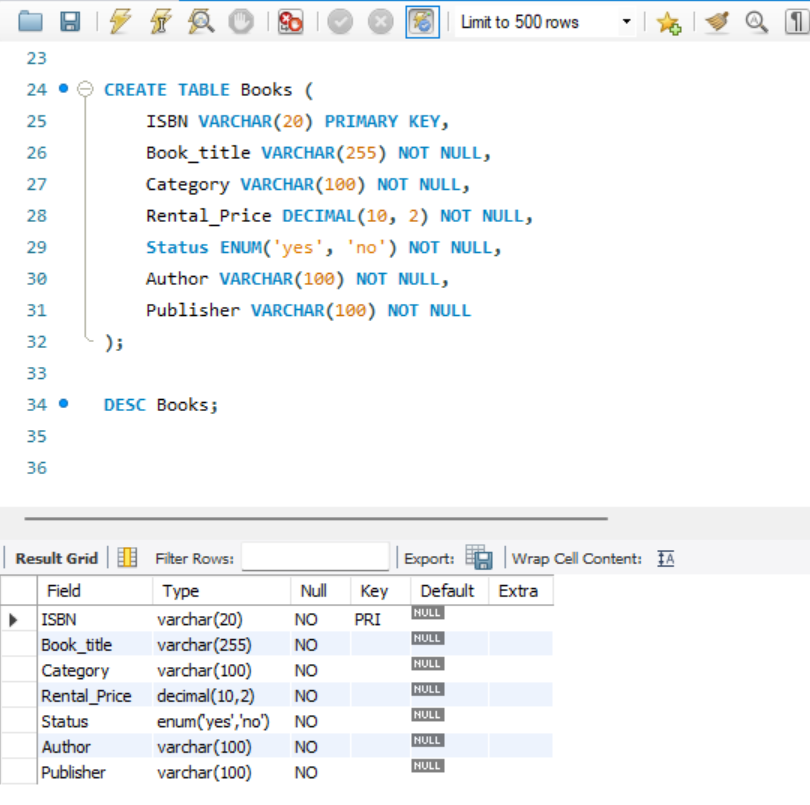 Limit to 500 rows
23
24 CREATE TABLE Books (
25 ISBN VARCHAR(20) PRIMARY KEY,
26 Book_title VARCHAR(255) NOT NULL,
27 Category VARCHAR(100) NOT NULL,
28 Rental_Price DECIMAL(10, 2) NOT NULL,
29 Status ENUM('yes', 'no') NOT NULL,
30 Author VARCHAR(100) NOT NULL,
31 Publisher VARCHAR(100) NOT NULL
32 );
33
34 DESC Books;
35
36
Result Grid Filter Rows: Export: Wrap Cell Content: IA
Field Type Null Key Default Extra
ISBN varchar(20) NO PRI NULL
Book_title varchar(255) NO NULL
Category varchar(100) NO NULL
Rental_Price decimal(10,2) NO NULL
Status enum('yes','no') NO NULL
Author varchar(100) NO NULL
Publisher varchar(100) NO NULL